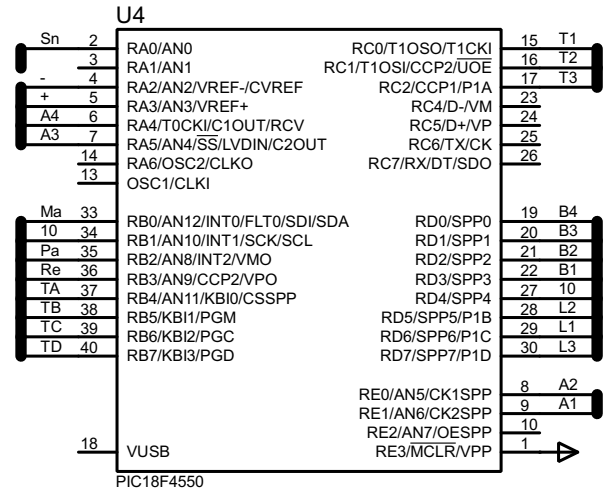 U4
Sn 2 RA0/AN0 RC0/T1OSO/T1CKI 15 T1
3 RA1/AN1 RC1/T1OSI/CCP2/UOE 16 T2
- 4 RA2/AN2/VREF-/CVREF RC2/CCP1/P1A 17 T3
+ 5 RA3/AN3/VREF+ RC4/D-/VM 23
A4 6 RA4/T0CKI/C1OUT/RCV RC5/D+/VP 24
A3 7 RA5/AN4/SS/LVDIN/C2OUT RC6/TX/CK 25
14 RA6/OSC2/CLKO RC7/RX/DT/SDO 26
13 OSC1/CLKI
Ma 33 RB0/AN12/INT0/FLT0/SDI/SDA RD0/SPP0 19 B4
10 34 RB1/AN10/INT1/SCK/SCL RD1/SPP1 20 B3
Pa 35 RB2/AN8/INT2/VMO RD2/SPP2 21 B2
Re 36 RB3/AN9/CCP2/VPO RD3/SPP3 22 B1
TA 37 RB4/AN11/KBI0/CSSPP RD4/SPP4 27 10
TB 38 RB5/KBI1/PGM RD5/SPP5/P1B 28 L2
TC 39 RB6/KBI2/PGC RD6/SPP6/P1C 29 L1
TD 40 RB7/KBI3/PGD RD7/SPP7/P1D 30 L3
RE0/AN5/CK1SPP 8 A2
RE1/AN6/CK2SPP 9 A1
RE2/AN7/OESPP 10
18 VUSB RE3/MCLR/VPP 1
PIC18F4550